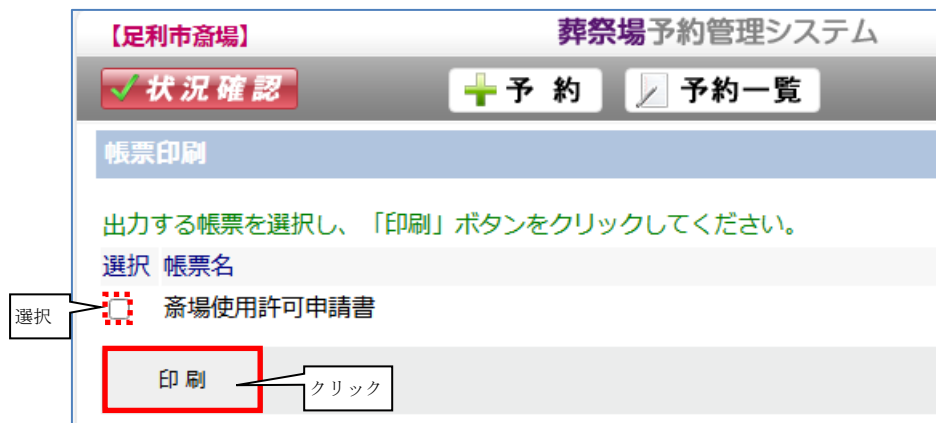 【足利市斎場】 葬祭場予約管理システム
状況確認 予 約 予約一覧
帳票印刷
出力する帳票を選択し、「印刷」ボタンをクリックしてください。
選択 帳票名
選択 斎場使用許可申請書
印 刷 クリック